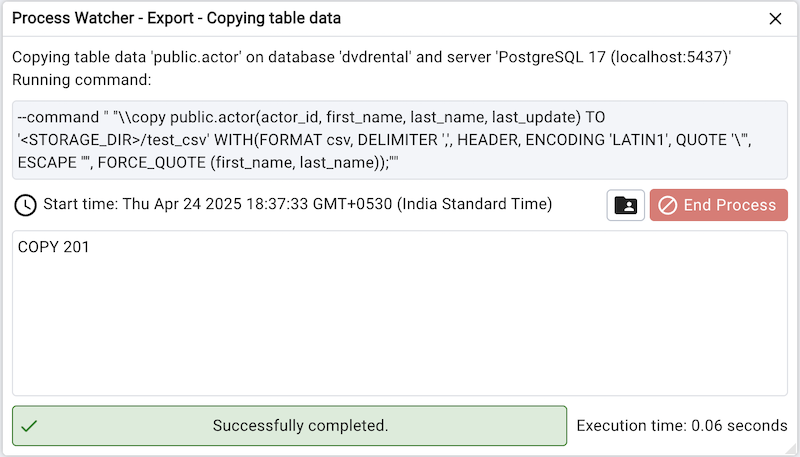 Process Watcher - Export - Copying table data
Copying table data 'public.actor' on database 'dvdrental' and server 'PostgreSQL 17 (localhost:5437)'
Running command:
--command " "\\copy public.actor(actor_id, first_name, last_name, last_update) TO
'<STORAGE_DIR>/test_csv' WITH(FORMAT csv, DELIMITER ',', HEADER, ENCODING 'LATIN1', QUOTE '\"',
ESCAPE '"', FORCE_QUOTE (first_name, last_name));""
Start time: Thu Apr 24 2025 18:37:33 GMT+0530 (India Standard Time)
End Process
COPY 201
Successfully completed.
Execution time: 0.06 seconds